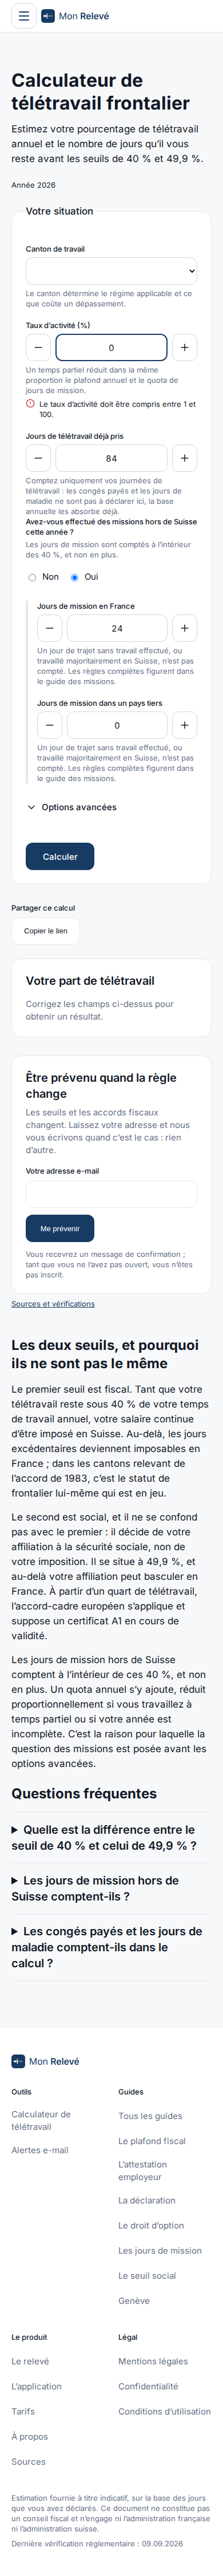 Mon Relevé
Calculateur de
télétravail frontalier
Estimez votre pourcentage de télétravail
annuel et le nombre de jours qu'il vous
reste avant les seuils de 40 % et 49,9 %.
Année 2026
Votre situation
Canton de travail
Le canton détermine le régime applicable et ce
que coûte un dépassement.
Taux d'activité (%)
0
Un temps partiel réduit dans la même
proportion le plafond annuel et le quota de
jours de mission.
Le taux d'activité doit être compris entre 1 et
100.
Jours de télétravail déjà pris
84
Comptez uniquement vos journées de
télétravail : les congés payés et les jours de
maladie ne sont pas à déclarer ici, la base
annuelle les absorbe déjà.
Avez-vous effectué des missions hors de Suisse
cette année ?
Les jours de mission sont comptés à l'intérieur
des 40 %, et non en plus.
Non Oui
Jours de mission en France
24
Un jour de trajet sans travail effectué, ou
travaillé majoritairement en Suisse, n'est pas
compté. Les règles complètes figurent dans
le guide des missions.
Jours de mission dans un pays tiers
0
Un jour de trajet sans travail effectué, ou
travaillé majoritairement en Suisse, n'est pas
compté. Les règles complètes figurent dans
le guide des missions.
Options avancées
Calculer
Partager ce calcul
Copier le lien
Votre part de télétravail
Corrigez les champs ci-dessus pour
obtenir un résultat.
Être prévenu quand la règle
change
Les seuils et les accords fiscaux
changent. Laissez votre adresse et nous
vous écrivons quand c'est le cas : rien
d'autre.
Votre adresse e-mail
Me prévenir
Vous recevrez un message de confirmation ;
tant que vous ne l'avez pas ouvert, vous n'êtes
pas inscrit.
Sources et vérifications
Les deux seuils, et pourquoi
ils ne sont pas le même
Le premier seuil est fiscal. Tant que votre
télétravail reste sous 40 % de votre temps
de travail annuel, votre salaire continue
d'être imposé en Suisse. Au-delà, les jours
excédentaires deviennent imposables en
France ; dans les cantons relevant de
l'accord de 1983, c'est le statut de
frontalier lui-même qui est en jeu.
Le second est social, et il ne se confond
pas avec le premier : il décide de votre
affiliation à la sécurité sociale, non de
votre imposition. Il se situe à 49,9 %, et
au-delà votre affiliation peut basculer en
France. À partir d'un quart de télétravail,
l'accord-cadre européen s'applique et
suppose un certificat A1 en cours de
validité.
Les jours de mission hors de Suisse
comptent à l'intérieur de ces 40 %, et non
en plus. Un quota annuel s'y ajoute, réduit
proportionnellement si vous travaillez à
temps partiel ou si votre année est
incomplète. C'est la raison pour laquelle la
question des missions est posée avant les
options avancées.
Questions fréquentes
Quelle est la différence entre le
seuil de 40 % et celui de 49,9 % ?
Les jours de mission hors de
Suisse comptent-ils ?
Les congés payés et les jours de
maladie comptent-ils dans le
calcul ?
Mon Relevé
Outils
Calculateur de
télétravail
Alertes e-mail
Guides
Tous les guides
Le plafond fiscal
L'attestation
employeur
La déclaration
Le droit d'option
Les jours de mission
Le seuil social
Genève
Le produit
Le relevé
L'application
Tarifs
À propos
Sources
Légal
Mentions légales
Confidentialité
Conditions d'utilisation
Estimation fournie à titre indicatif, sur la base des jours
que vous avez déclarés. Ce document ne constitue pas
un conseil fiscal et n'engage ni l'administration française
ni l'administration suisse.
Dernière vérification réglementaire : 09.09.2026